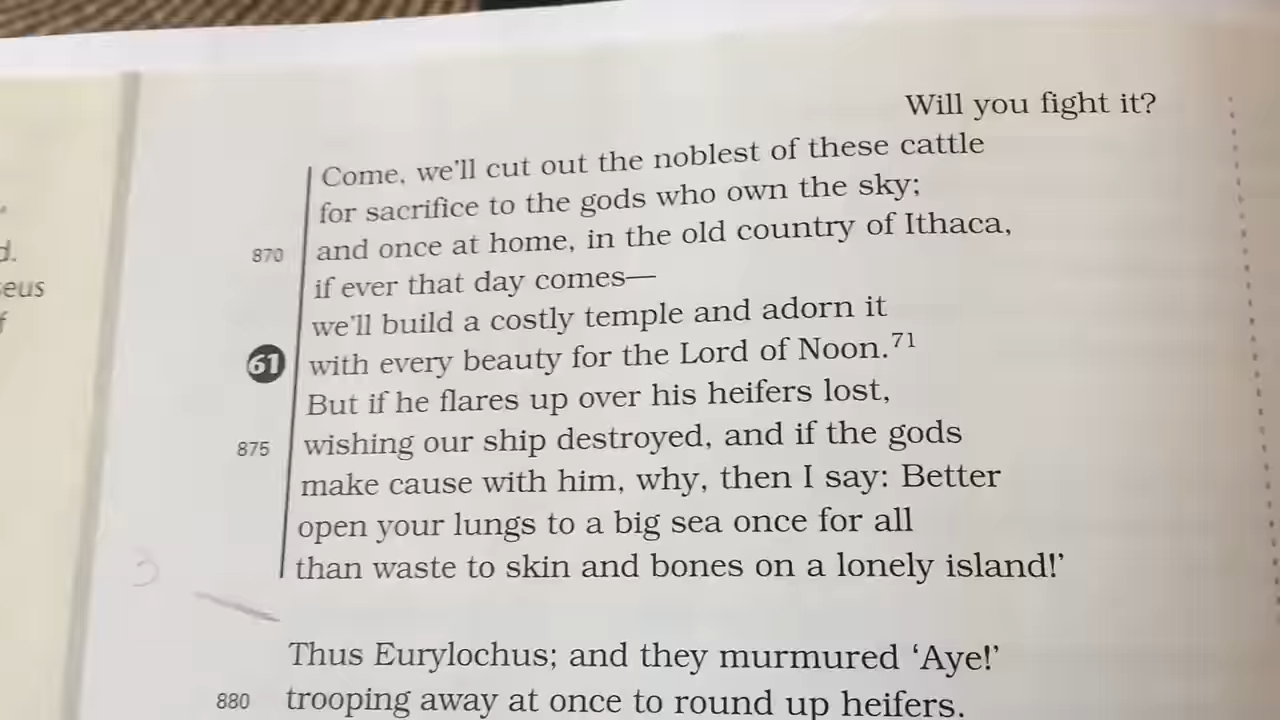 Will you fight it?
Come, we'll cut out the noblest of these cattle
for sacrifice to the gods who own the sky;
870 and once at home, in the old country of Ithaca,
if ever that day comes—
we'll build a costly temple and adorn it
61 with every beauty for the Lord of Noon.71
But if he flares up over his heifers lost,
875 wishing our ship destroyed, and if the gods
make cause with him, why, then I say: Better
open your lungs to a big sea once for all
than waste to skin and bones on a lonely island!'
3
Thus Eurylochus; and they murmured 'Aye!'
880 trooping away at once to round up heifers.
d.
eus
f